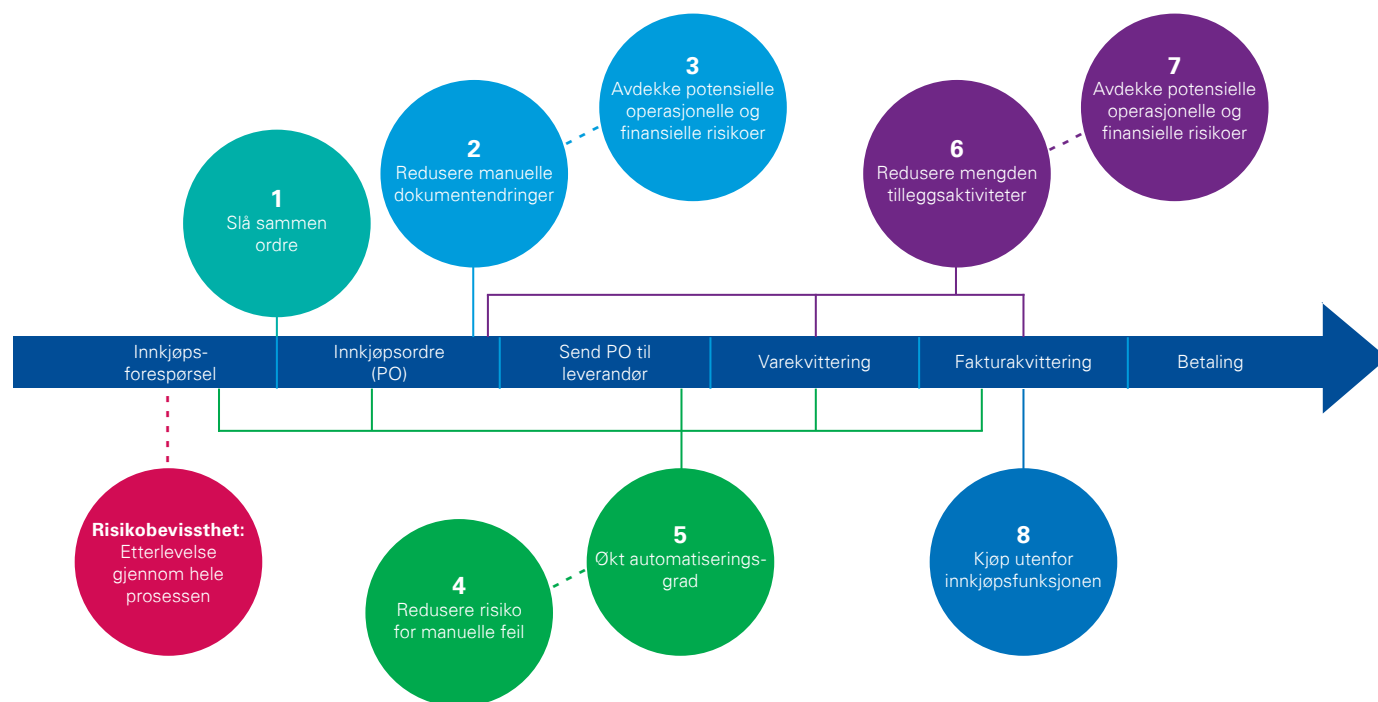 1
Slå sammen
ordre
2
Redusere manuelle
dokumentendringer
3
Avdekke potensielle
operasjonelle og
finansielle risikoer
6
Redusere mengden
tilleggsaktiviteter
7
Avdekke potensielle
operasjonelle og
finansielle risikoer
Innkjøps-
forespørsel
Innkjøpsordre
(PO)
Send PO til
leverandør
Varekvittering
Fakturakvittering
Betaling
Risikobevissthet:
Etterlevelse
gjennom hele
prosessen
4
Redusere risiko
for manuelle feil
5
Økt automatiserings-
grad
8
Kjøp utenfor
innkjøpsfunksjonen